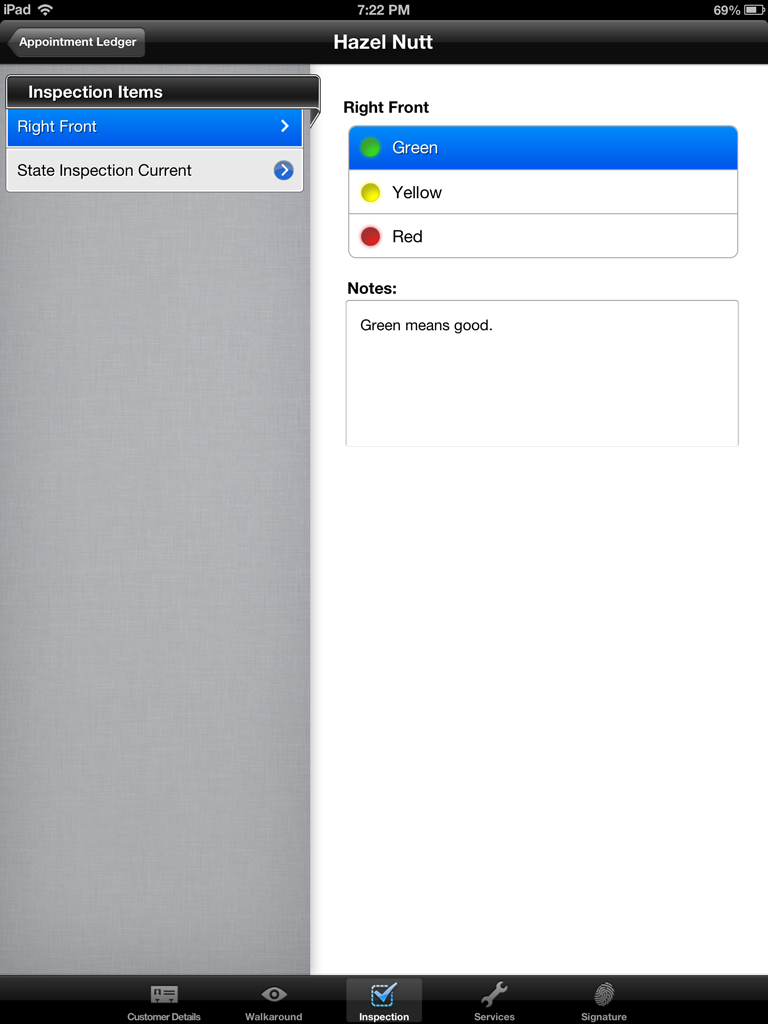 iPad 7:22 PM 69%
Appointment Ledger Hazel Nutt
Inspection Items
Right Front
State Inspection Current
Right Front
Green
Yellow
Red
Notes:
Green means good.
Customer Details Walkaround Inspection Services Signature